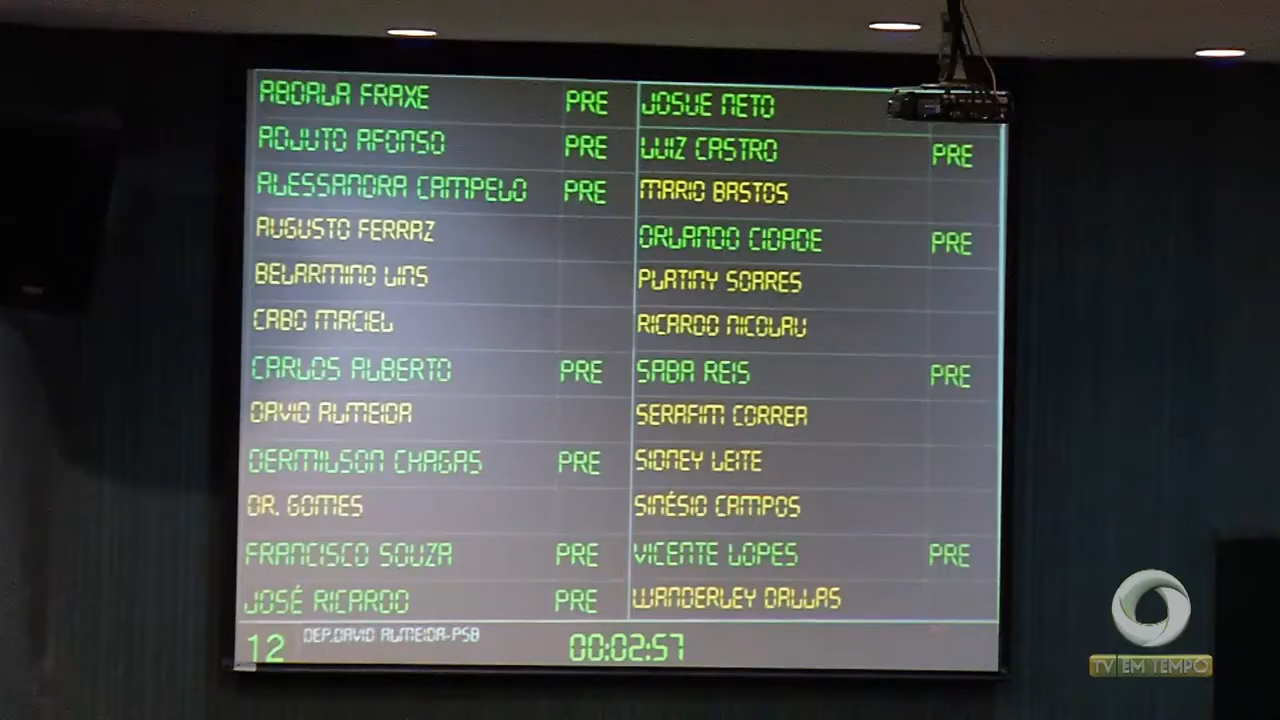 ABDALA FRAXE PRE
ADJUTO AFONSO PRE
ALESSANDRA CAMPELO PRE
AUGUSTO FERRAZ
BELARMINO LINS
CABO MACIEL
CARLOS ALBERTO PRE
DAVID ALMEIDA
DERMILSON CHAGAS PRE
DR. GOMES
FRANCISCO SOUZA PRE
JOSÉ RICARDO PRE
JOSUE NETO
LUIZ CASTRO PRE
MARIO BASTOS
ORLANDO CIDADE PRE
PLATINY SOARES
RICARDO NICOLAU
SABA REIS PRE
SERAFIM CORREA
SIDNEY LEITE
SINÉSIO CAMPOS
VICENTE LOPES PRE
WANDERLEY DALLAS
12 DEP.DAVID ALMEIDA-PSB 00:02:57
TV EM TEMPO